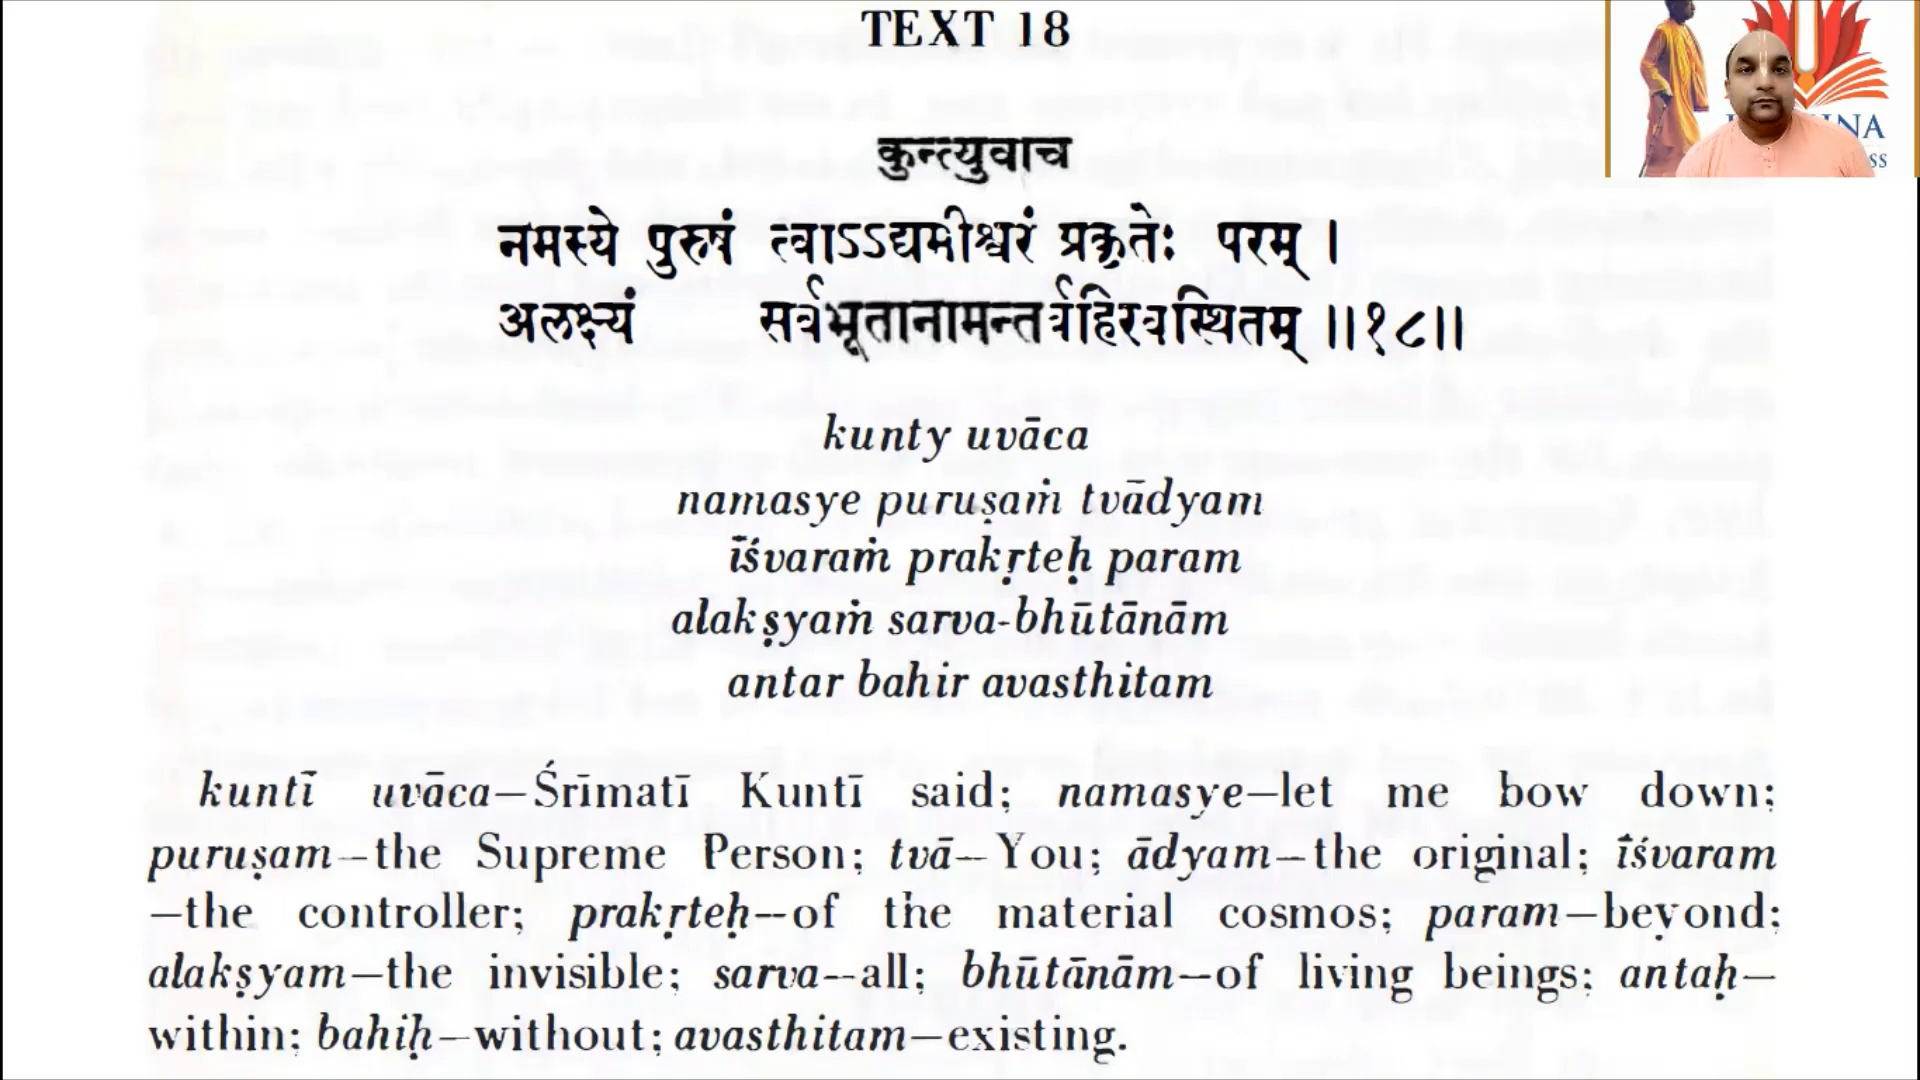 TEXT 18
कुन्त्युवाच
नमस्ये पुरुषं त्वाऽऽद्यमीश्वरं प्रकृतेः परम् ।
अलक्ष्यं सर्वभूतानामन्तर्बहिरवस्थितम् ॥१८॥
kunty uvāca
namasye puruṣaṁ tvādyam
īśvaraṁ prakṛteḥ param
alakṣyaṁ sarva-bhūtānām
antar bahir avasthitam
kuntī uvāca—Śrīmatī Kuntī said; namasye—let me bow down;
puruṣam—the Supreme Person; tvā—You; ādyam—the original; īśvaram
—the controller; prakṛteḥ—of the material cosmos; param—beyond;
alakṣyam—the invisible; sarva—all; bhūtānām—of living beings; antaḥ—
within; bahiḥ—without; avasthitam—existing.